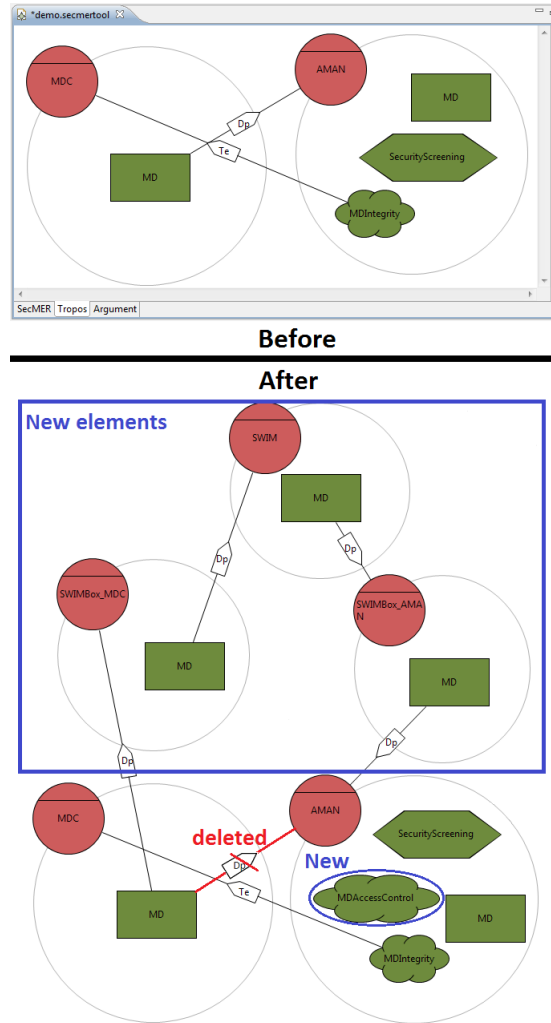 *demo.secmertool
MDC
AMAN
MD
Dp
SecurityScreening
Te
MD
MDIntegrity
SecMER Tropos Argument
Before
After
New elements
SWIM
MD
Dp
Dp
SWIMBox_MDC
SWIMBox_AMA
N
MD
MD
Dp
Dp
MDC
AMAN
deleted
SecurityScreening
Dp
New
Te
MDAccessControl
MD
MD
MDIntegrity